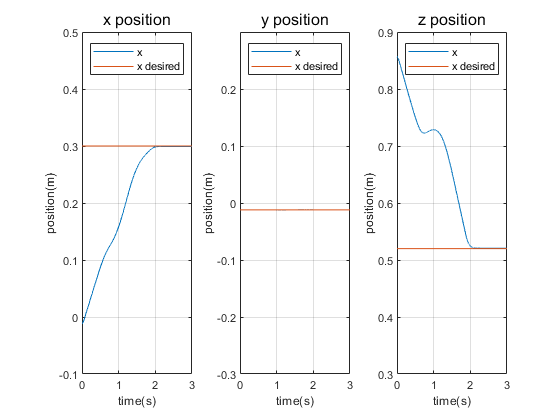 x position
x
x desired
0.5
0.4
0.3
0.2
0.1
0
-0.1
position(m)
0 1 2 3
time(s)
y position
x
x desired
0.2
0.1
0
-0.1
-0.2
-0.3
position(m)
0 1 2 3
time(s)
z position
x
x desired
0.9
0.8
0.7
0.6
0.5
0.4
0.3
position(m)
0 1 2 3
time(s)